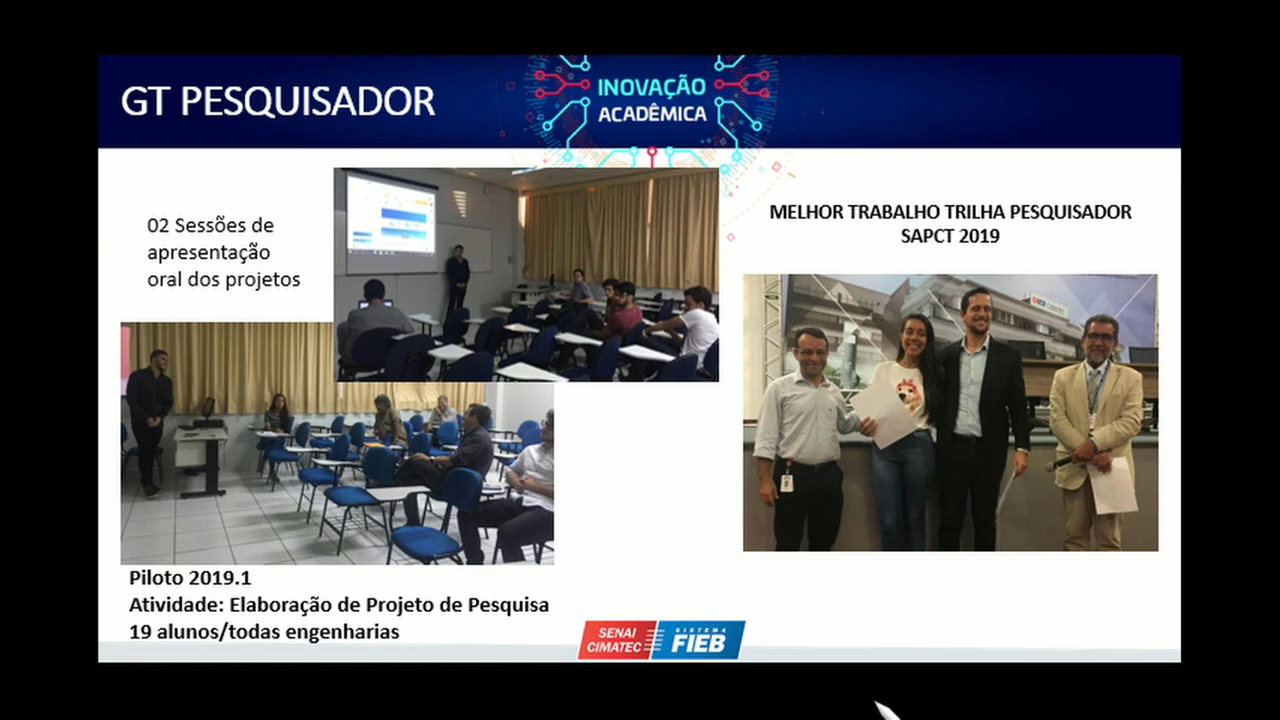 GT PESQUISADOR
INOVAÇÃO
ACADÊMICA
02 Sessões de
apresentação
oral dos projetos
MELHOR TRABALHO TRILHA PESQUISADOR
SAPCT 2019
Piloto 2019.1
Atividade: Elaboração de Projeto de Pesquisa
19 alunos/todas engenharias
SENAI
CIMATEC
SISTEMA
FIEB